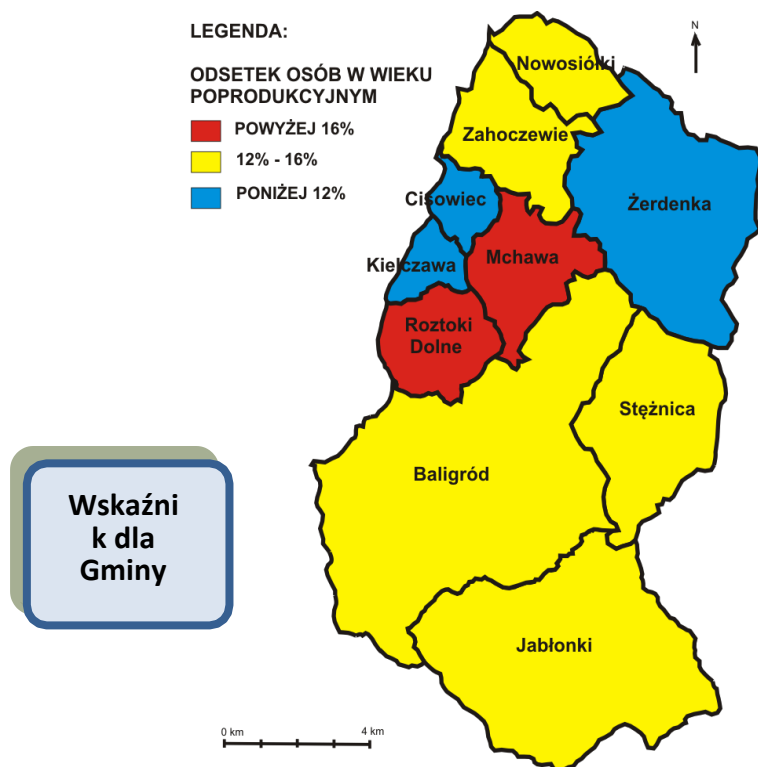 LEGENDA:
ODSETEK OSÓB W WIEKU
POPRODUKCYJNYM
POWYŻEJ 16%
12% - 16%
PONIŻEJ 12%
N
Nowosiółki
Zahoczewie
Cisowiec
Żerdenka
Mchawa
Kiełczawa
Roztoki
Dolne
Stężnica
Baligród
Wskaźni
k dla
Gminy
Jabłonki
0 km
4 km